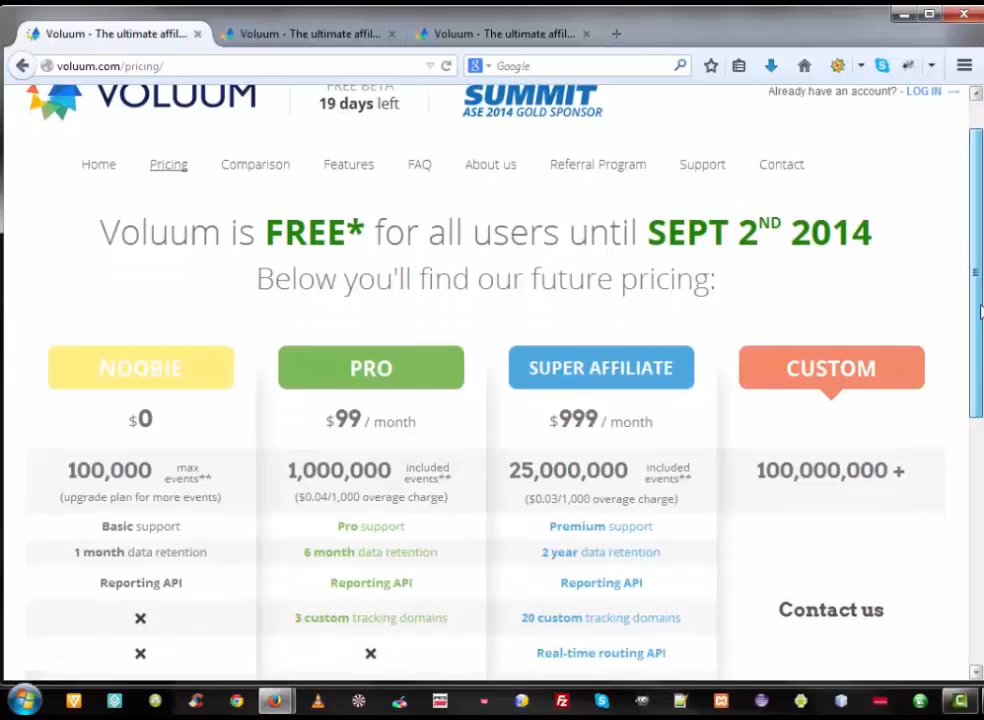 Voluum - The ultimate affil... × Voluum - The ultimate affil... × Voluum - The ultimate affil... × +
voluum.com/pricing/ Google
VOLUUM
FREE BETA
19 days left
SUMMIT
ASE 2014 GOLD SPONSOR
Already have an account? - LOG IN →
Home Pricing Comparison Features FAQ About us Referral Program Support Contact
Voluum is FREE* for all users until SEPT 2ND 2014
Below you'll find our future pricing:
NOOBIE PRO SUPER AFFILIATE CUSTOM
$0 $99 / month $999 / month
100,000 max events** 1,000,000 included events** 25,000,000 included events** 100,000,000 +
(upgrade plan for more events) ($0.04/1,000 overage charge) ($0.03/1,000 overage charge)
Basic support Pro support Premium support
1 month data retention 6 month data retention 2 year data retention
Reporting API Reporting API Reporting API
Contact us
× 3 custom tracking domains 20 custom tracking domains
× × Real-time routing API